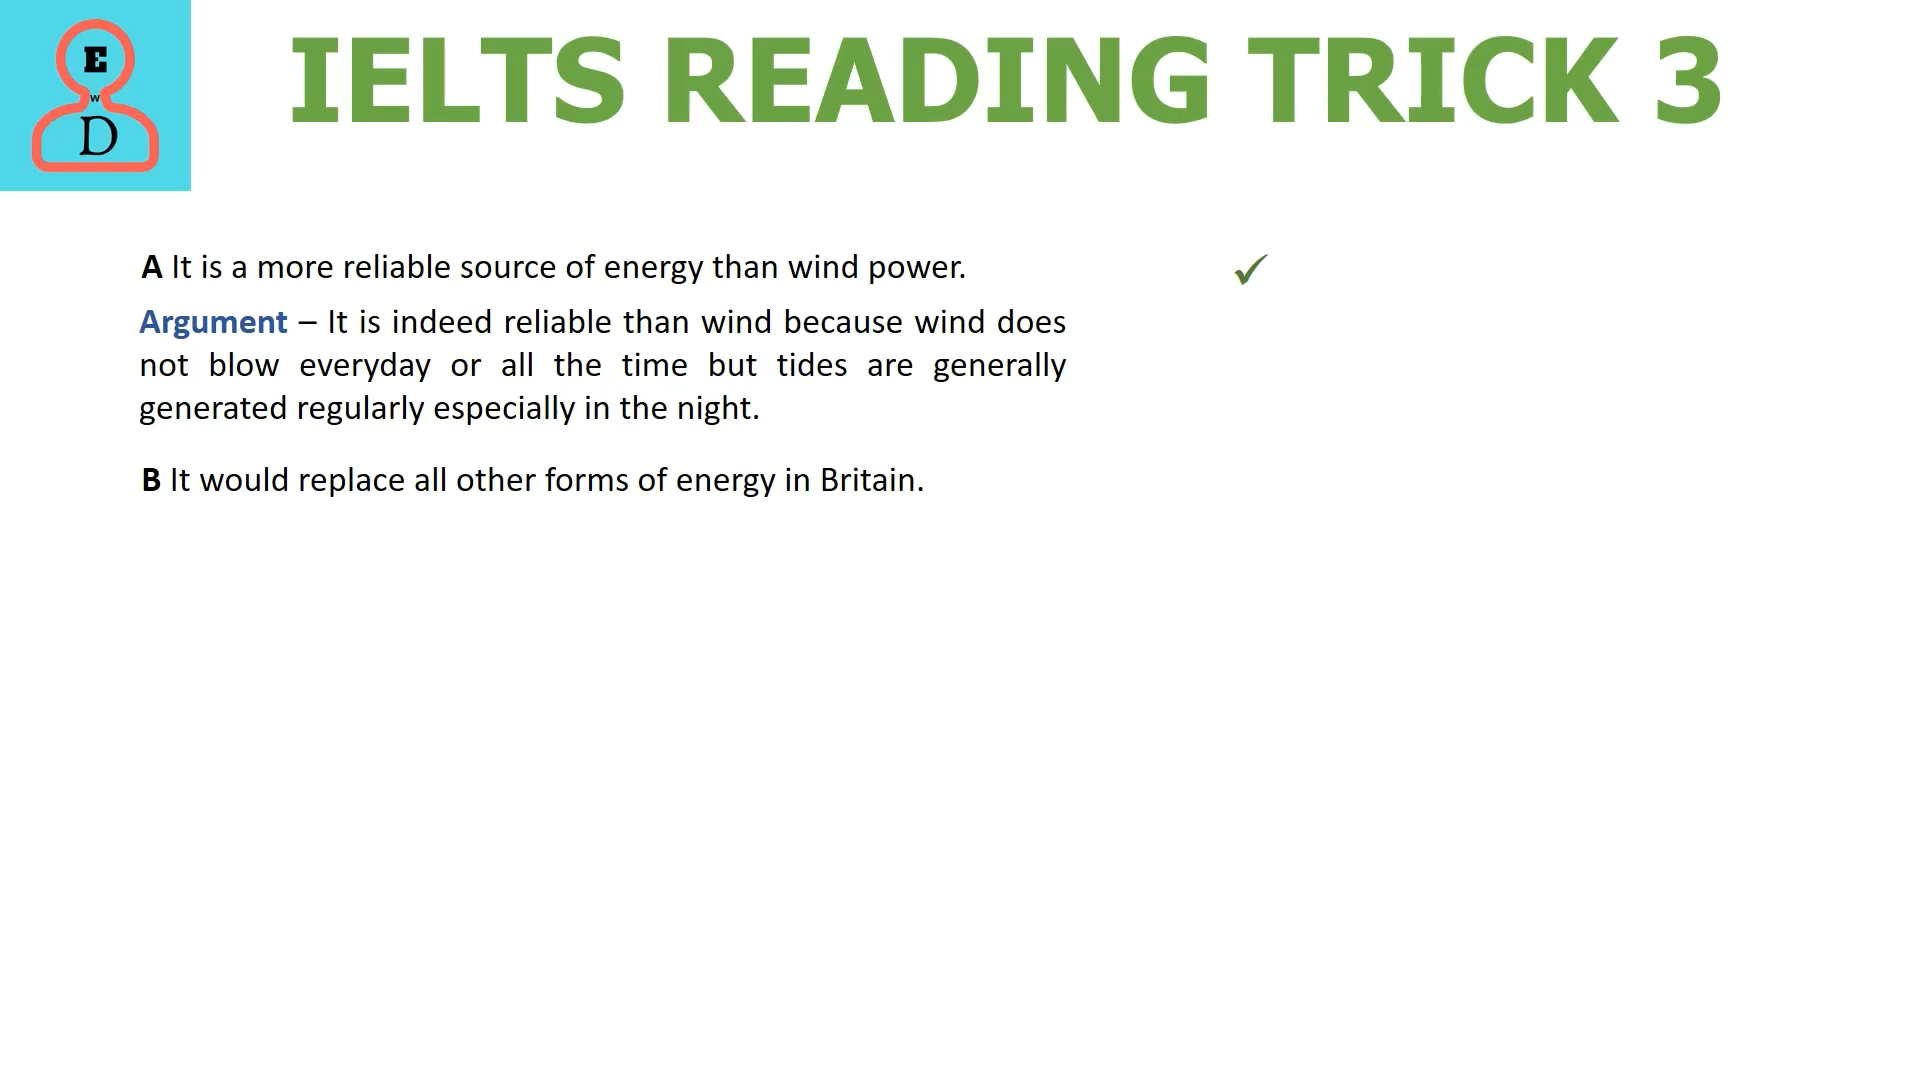 E
w
D
IELTS READING TRICK 3
A It is a more reliable source of energy than wind power.
Argument – It is indeed reliable than wind because wind does
not blow everyday or all the time but tides are generally
generated regularly especially in the night.
B It would replace all other forms of energy in Britain.